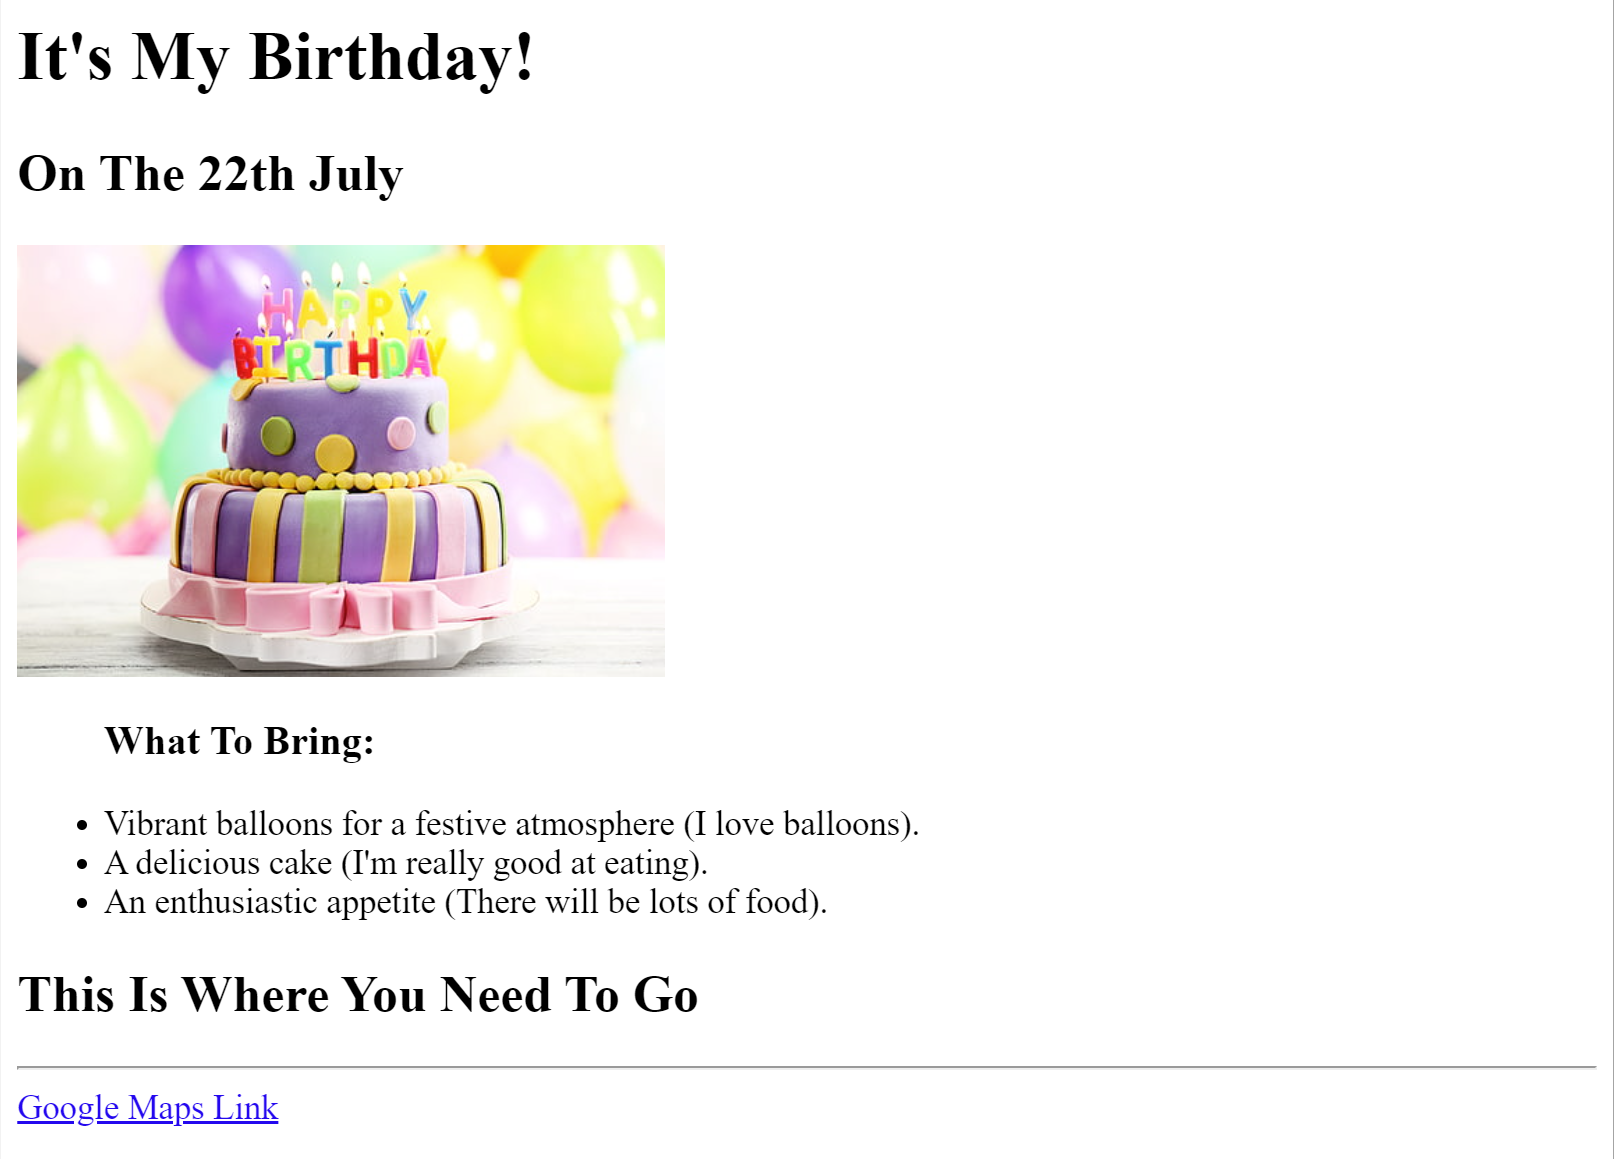 It's My Birthday!
On The 22th July
HAPPY
BIRTHDAY
What To Bring:
Vibrant balloons for a festive atmosphere (I love balloons).
A delicious cake (I'm really good at eating).
An enthusiastic appetite (There will be lots of food).
This Is Where You Need To Go
Google Maps Link